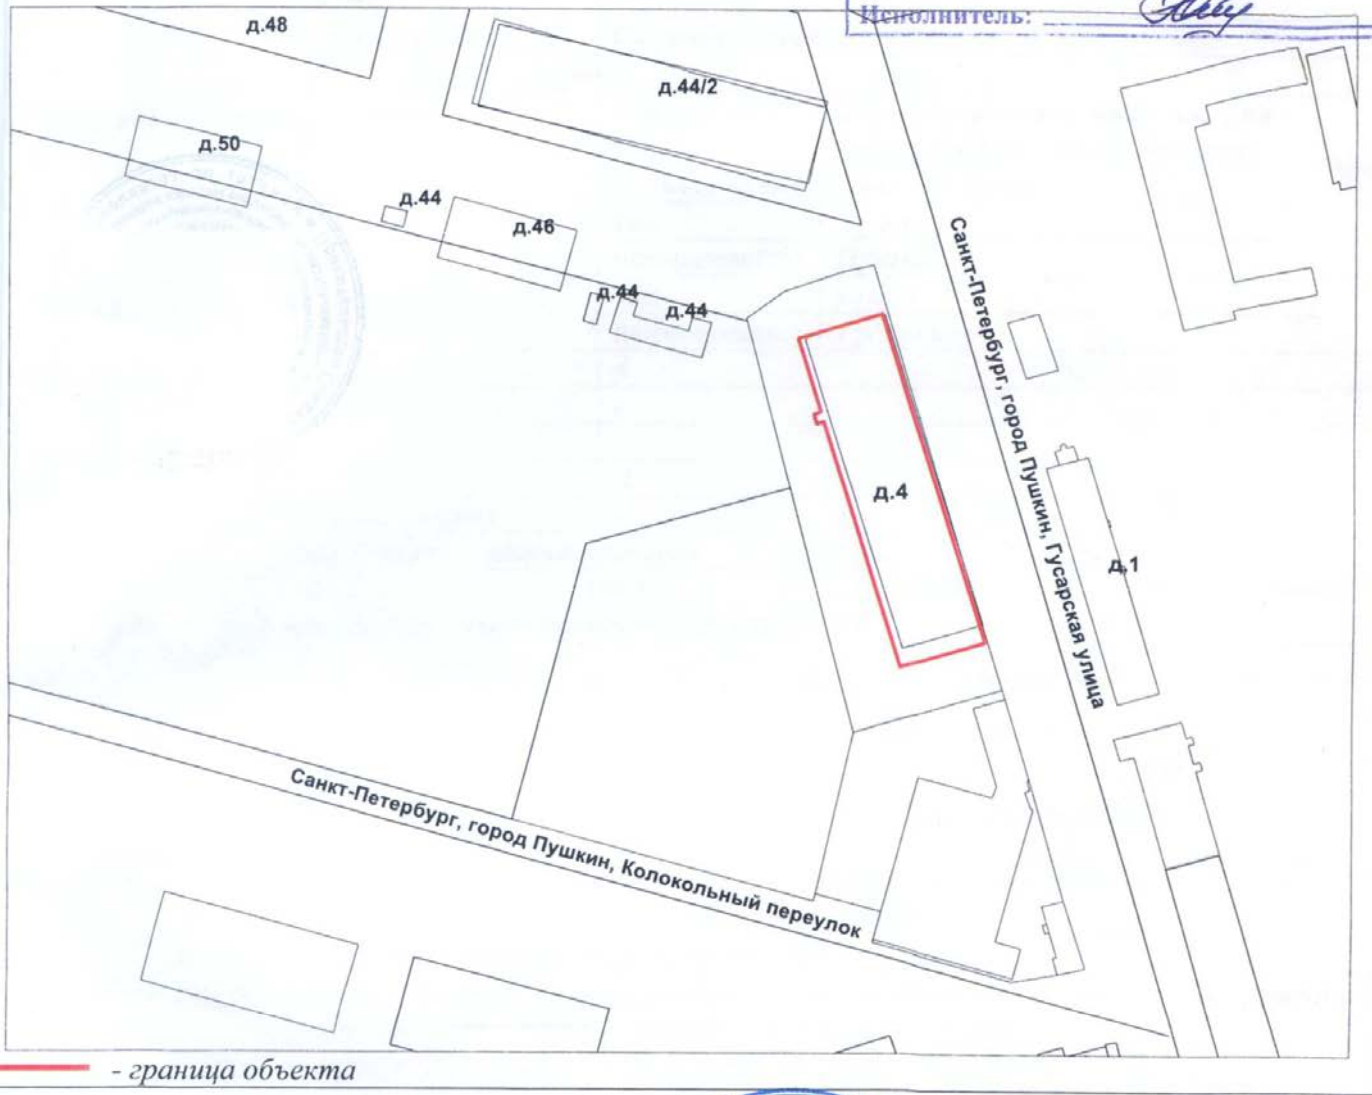 Исполнитель:
д.48
д.44/2
д.50
д.44
д.46
д.44
д.44
Санкт-Петербург, город Пушкин, Гусарская улица
д.4
д.1
Санкт-Петербург, город Пушкин, Колокольный переулок
- граница объекта